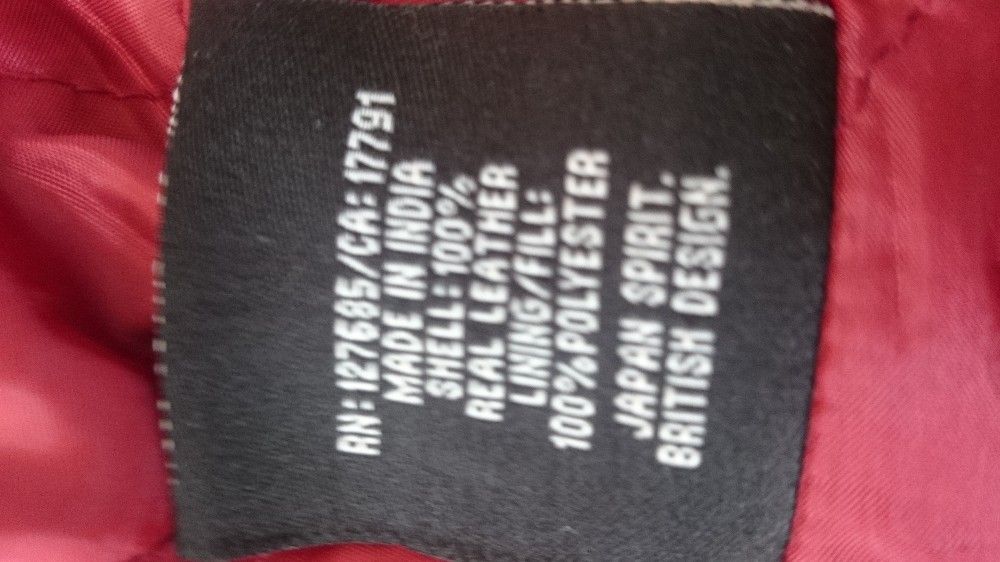 RN: 127685/CA: 17791
MADE IN INDIA
SHELL: 100%
REAL LEATHER
LINING/FILL:
100%POLYESTER
JAPAN SPIRIT.
BRITISH DESIGN.